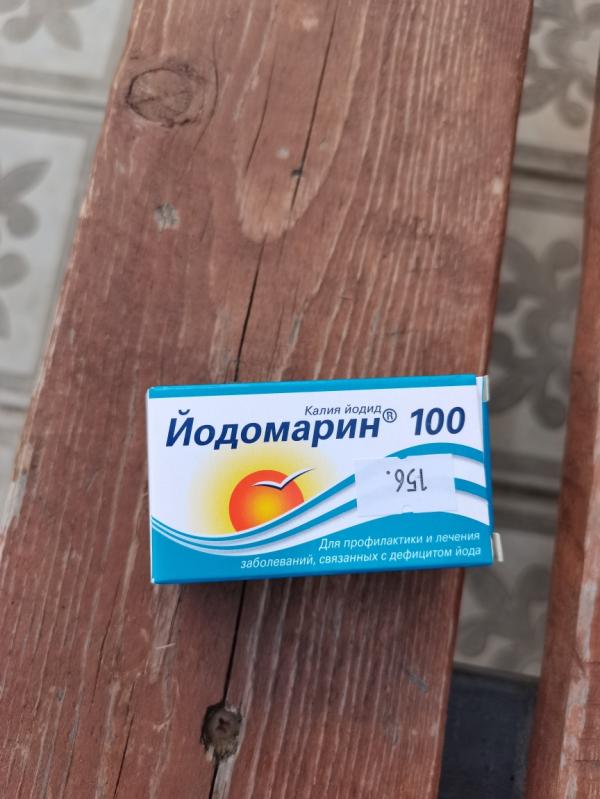 Калия йодид
Йодомарин® 100
156.
Для профилактики и лечения
заболеваний, связанных с дефицитом йода